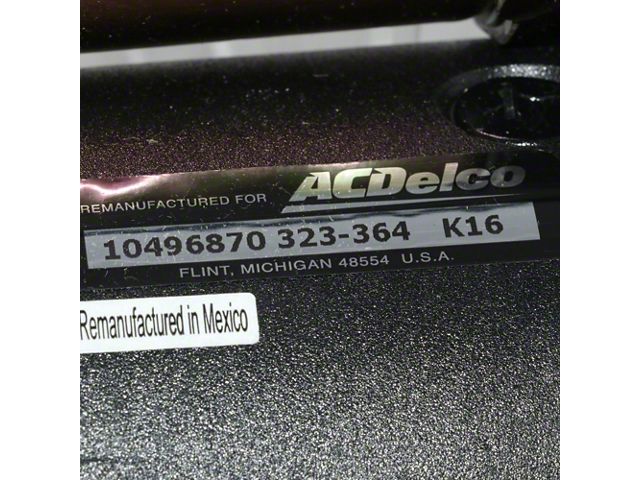 REMANUFACTURED FOR ACDelco
10496870 323-364 K16
FLINT, MICHIGAN 48554 U.S.A.
Remanufactured in Mexico